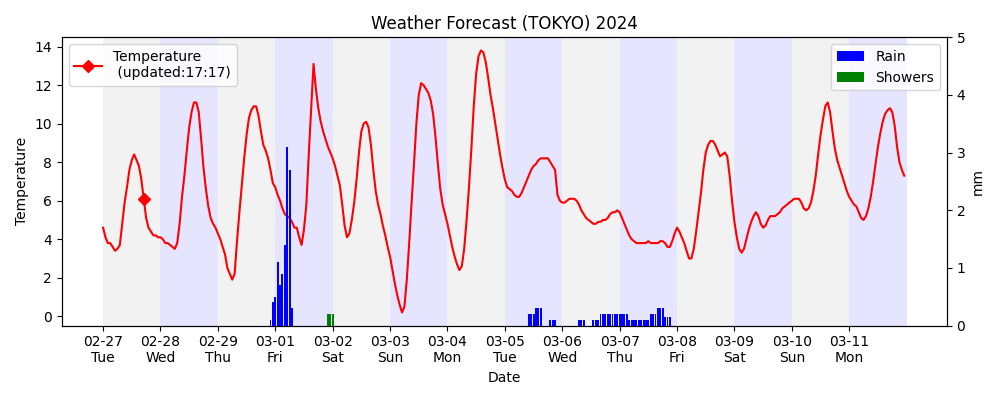 Weather Forecast (TOKYO) 2024
Temperature
(updated:17:17)
Rain
Showers
Temperature
14
12
10
8
6
4
2
0
5
4
3
2
1
0
mm
02-27 02-28 02-29 03-01 03-02 03-03 03-04 03-05 03-06 03-07 03-08 03-09 03-10 03-11
Tue Wed Thu Fri Sat Sun Mon Tue Wed Thu Fri Sat Sun Mon
Date